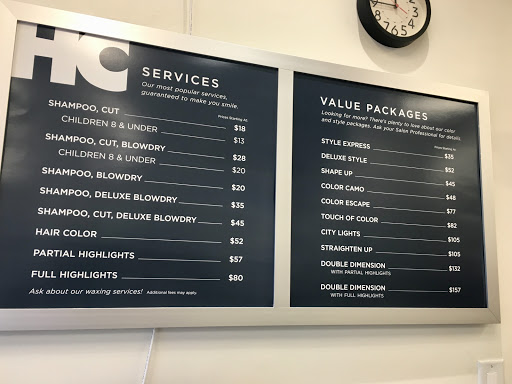 HC
SERVICES
Our most popular services,
guaranteed to make you smile.
Prices Starting At:
SHAMPOO, CUT $18
CHILDREN 8 & UNDER $13
SHAMPOO, CUT, BLOWDRY $28
CHILDREN 8 & UNDER $20
SHAMPOO, BLOWDRY $20
SHAMPOO, DELUXE BLOWDRY $35
SHAMPOO, CUT, DELUXE BLOWDRY $45
HAIR COLOR $52
PARTIAL HIGHLIGHTS $57
FULL HIGHLIGHTS $80
Ask about our waxing services! Additional fees may apply.
VALUE PACKAGES
Looking for more? There's plenty to love about our color
and style packages. Ask your Salon Professional for details.
Prices Starting At:
STYLE EXPRESS $35
DELUXE STYLE $52
SHAPE UP $45
COLOR CAMO $48
COLOR ESCAPE $77
TOUCH OF COLOR $82
CITY LIGHTS $105
STRAIGHTEN UP $105
DOUBLE DIMENSION $132
WITH PARTIAL HIGHLIGHTS
DOUBLE DIMENSION $157
WITH FULL HIGHLIGHTS